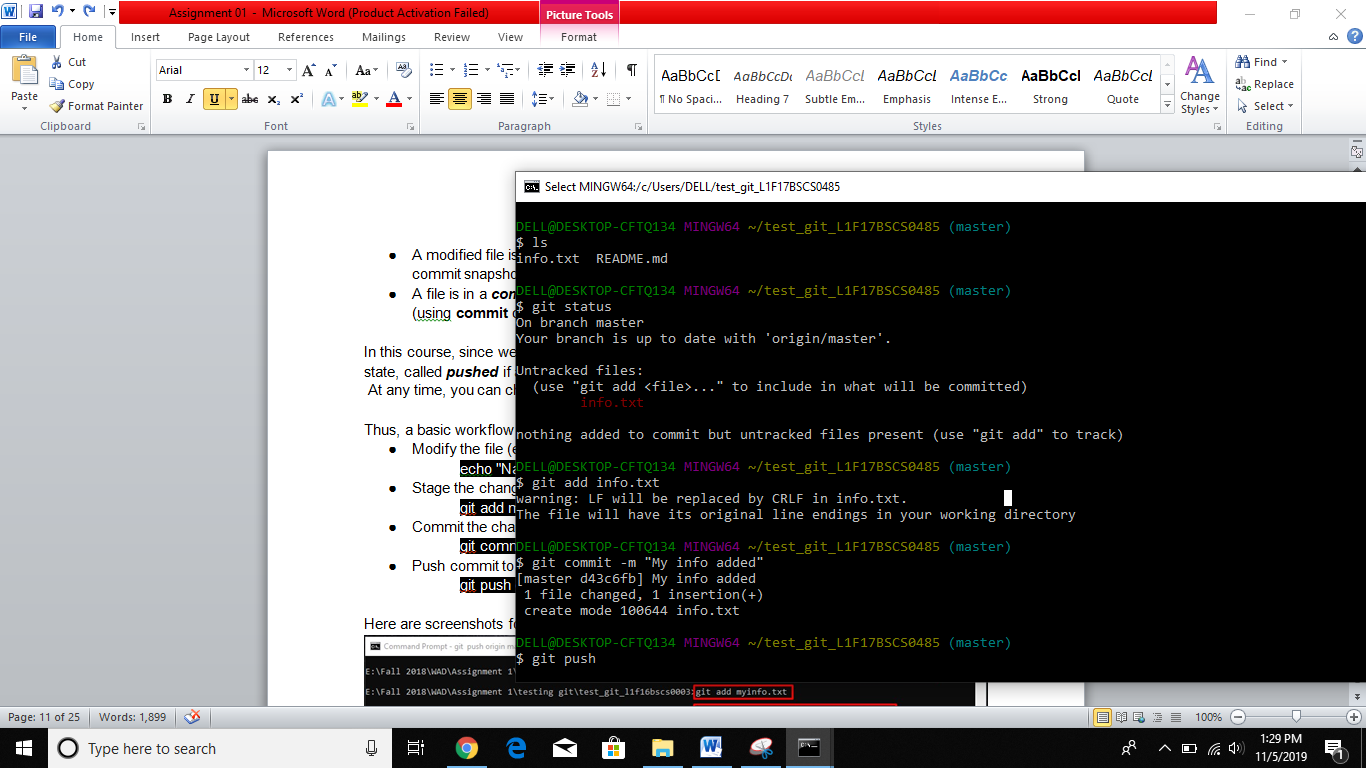 Assignment 01 - Microsoft Word (Product Activation Failed)
Picture Tools
File Home Insert Page Layout References Mailings Review View Format
Paste
Cut
Copy
Format Painter
Clipboard
Arial 12
Font
Paragraph
AaBbCcI AaBbCcDc AaBbCcL AaBbCcL AaBbCc AaBbCcI AaBbCcL
¶ No Spaci... Heading 7 Subtle Em... Emphasis Intense E... Strong Quote
Change Styles
Styles
Find
Replace
Select
Editing
● A modified file is
commit snapsho
● A file is in a com
(using commit c
In this course, since we
state, called pushed if
At any time, you can ch
Thus, a basic workflow
● Modify the file (e
echo "Na
● Stage the chang
git add n
● Commit the cha
git comm
● Push commit to
git push
Here are screenshots fo
Command Prompt - git push origin ma
E:\Fall 2018\WAD\Assignment 1\
E:\Fall 2018\WAD\Assignment 1\testing git\test_git_l1f16bscs0003>git add myinfo.txt
Select MINGW64:/c/Users/DELL/test_git_L1F17BSCS0485
DELL@DESKTOP-CFTQ134 MINGW64 ~/test_git_L1F17BSCS0485 (master)
$ ls
info.txt  README.md
DELL@DESKTOP-CFTQ134 MINGW64 ~/test_git_L1F17BSCS0485 (master)
$ git status
On branch master
Your branch is up to date with 'origin/master'.
Untracked files:
(use "git add <file>..." to include in what will be committed)
info.txt
nothing added to commit but untracked files present (use "git add" to track)
DELL@DESKTOP-CFTQ134 MINGW64 ~/test_git_L1F17BSCS0485 (master)
$ git add info.txt
warning: LF will be replaced by CRLF in info.txt.
The file will have its original line endings in your working directory
DELL@DESKTOP-CFTQ134 MINGW64 ~/test_git_L1F17BSCS0485 (master)
$ git commit -m "My info added"
[master d43c6fb] My info added
1 file changed, 1 insertion(+)
create mode 100644 info.txt
DELL@DESKTOP-CFTQ134 MINGW64 ~/test_git_L1F17BSCS0485 (master)
$ git push
Page: 11 of 25 Words: 1,899 100%
Type here to search
1:29 PM
11/5/2019
1